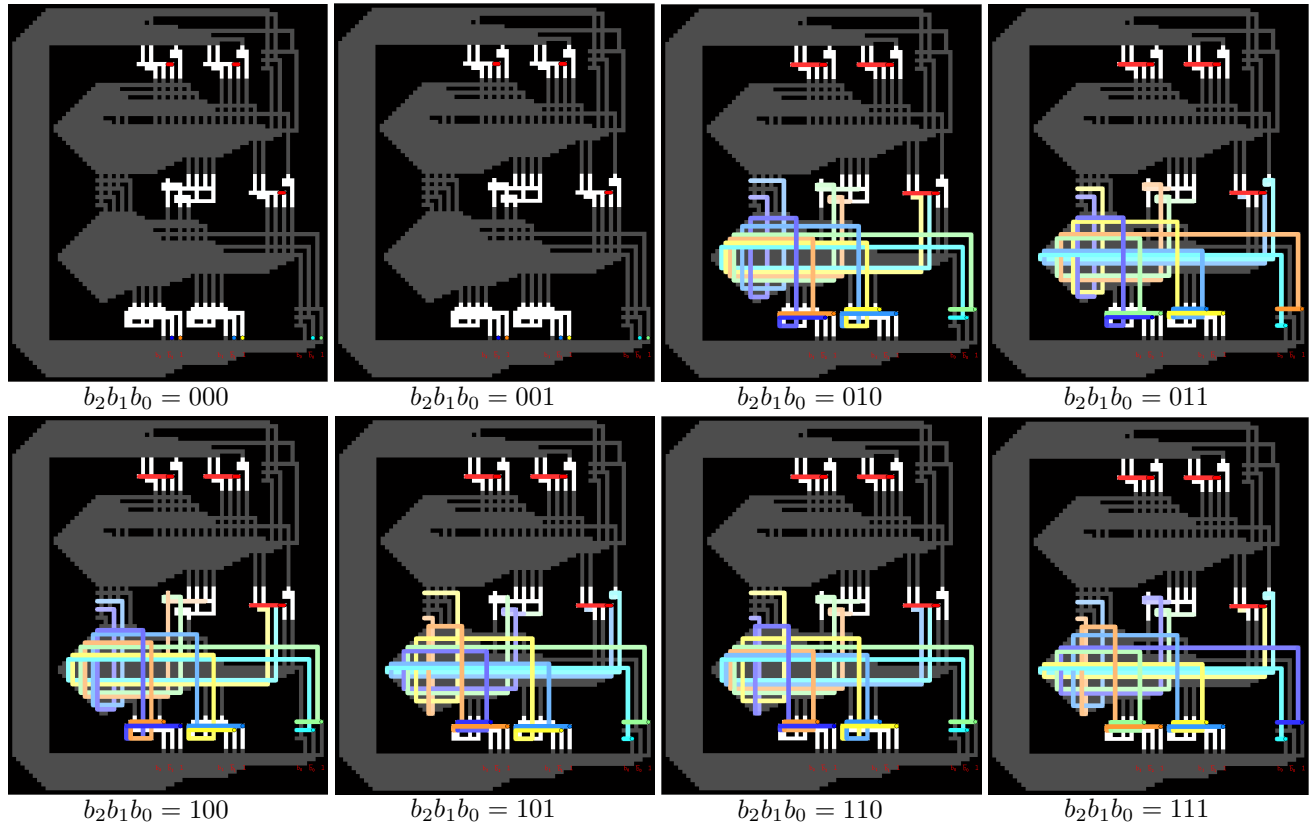 b₂b₁b₀ = 000
b₂b₁b₀ = 001
b₂b₁b₀ = 010
b₂b₁b₀ = 011
b₂b₁b₀ = 100
b₂b₁b₀ = 101
b₂b₁b₀ = 110
b₂b₁b₀ = 111